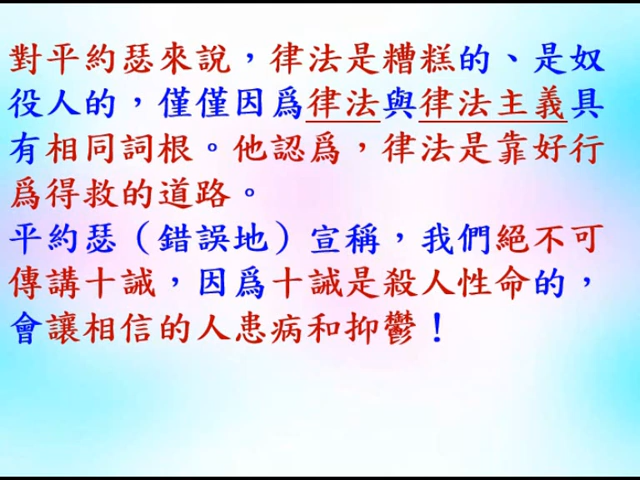 對平約瑟來說，律法是糟糕的、是奴
役人的，僅僅因爲律法與律法主義具
有相同詞根。他認爲，律法是靠好行
爲得救的道路。
平約瑟（錯誤地）宣稱，我們絕不可
傳講十誡，因爲十誡是殺人性命的，
會讓相信的人患病和抑鬱！